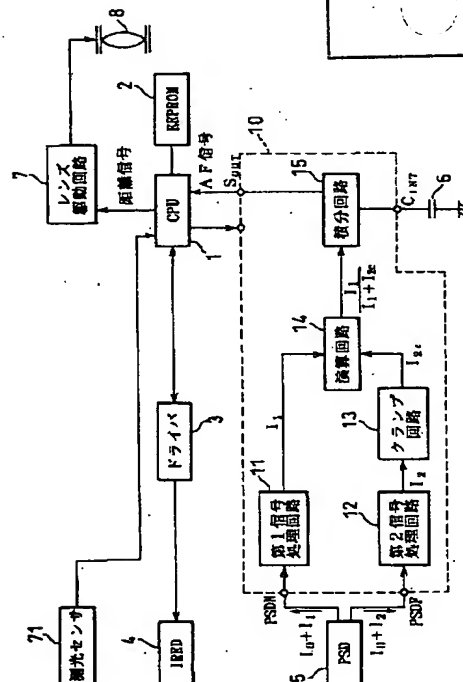 8
7
レンズ
駆動回路
距離信号
2
EEPROM
CPU
1
AF信号
SOUT
10
15
積分回路
CINT
6
I1
I1+I2c
14
演算回路
I1
I2c
13
クランプ
回路
I2
11
第1信号
処理回路
12
第2信号
処理回路
3
ドライバ
71
測光センサ
4
IRED
PSDN
I0+I1
PSD
5
I0+I2
PSDF